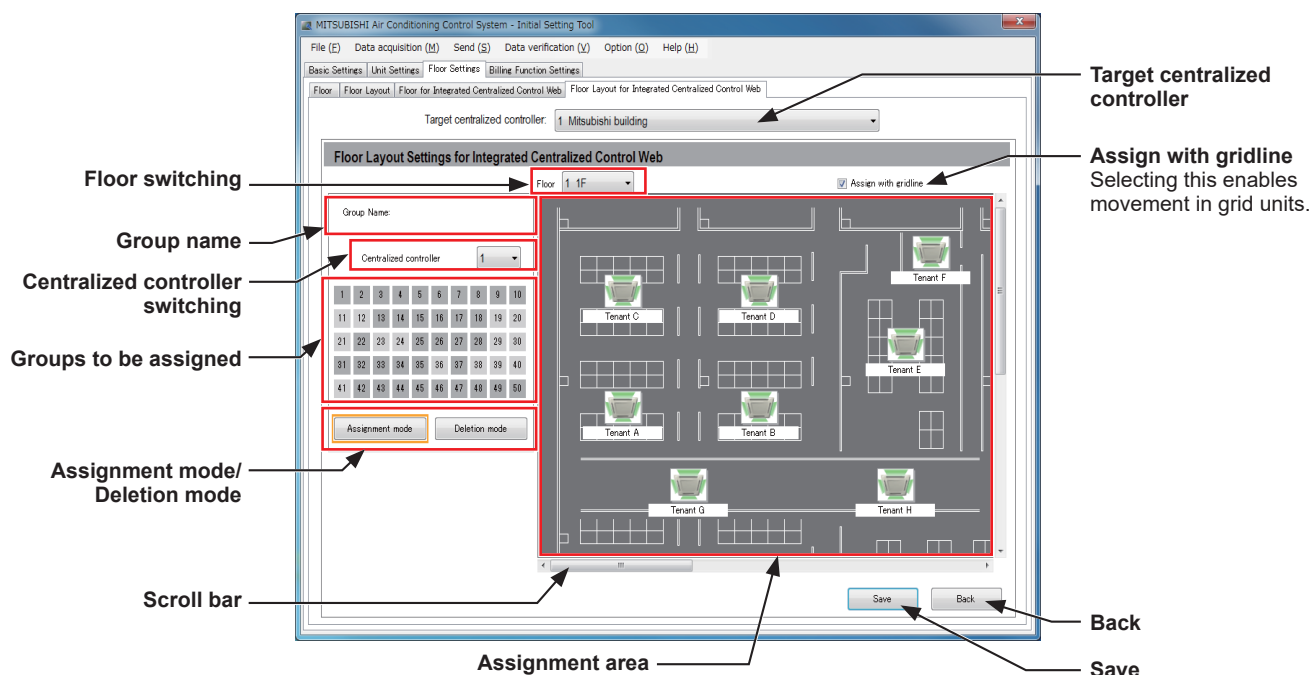 MITSUBISHI Air Conditioning Control System - Initial Setting Tool
File (F) Data acquisition (M) Send (S) Data verification (V) Option (O) Help (H)
Basic Settings Unit Settings Floor Settings Billing Function Settings
Floor Floor Layout Floor for Integrated Centralized Control Web Floor Layout for Integrated Centralized Control Web
Target centralized controller: 1 Mitsubishi building
Target centralized
controller
Floor Layout Settings for Integrated Centralized Control Web
Floor switching
Floor 1 1F
Assign with gridline
Assign with gridline
Selecting this enables
movement in grid units.
Group name
Group Name:
Centralized controller
switching
Centralized controller 1
Groups to be assigned
1 2 3 4 5 6 7 8 9 10
11 12 13 14 15 16 17 18 19 20
21 22 23 24 25 26 27 28 29 30
31 32 33 34 35 36 37 38 39 40
41 42 43 44 45 46 47 48 49 50
Assignment mode Deletion mode
Assignment mode/
Deletion mode
Tenant F
Tenant C Tenant D
Tenant E
Tenant A Tenant B
Tenant G Tenant H
Scroll bar
Save Back
Back
Assignment area
Save